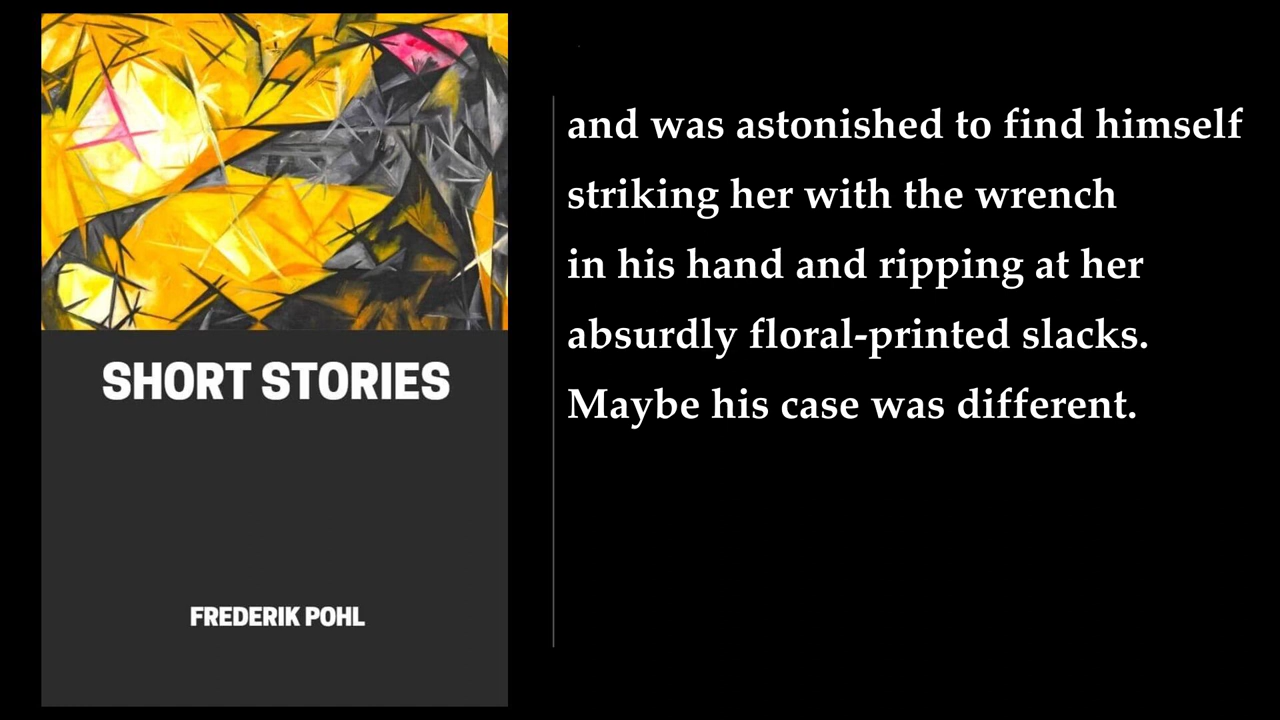 SHORT STORIES
FREDERIK POHL
and was astonished to find himself
striking her with the wrench
in his hand and ripping at her
absurdly floral-printed slacks.
Maybe his case was different.